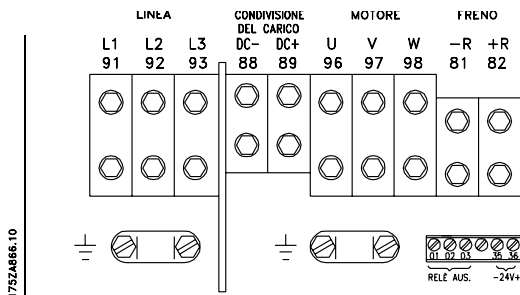 LINEA CONDIVISIONE DEL CARICO MOTORE FRENO
L1 L2 L3 DC- DC+ U V W -R +R
91 92 93 88 89 96 97 98 81 82
01 02 03 35 36
RELÈ AUS. -24V+
175ZA866.10